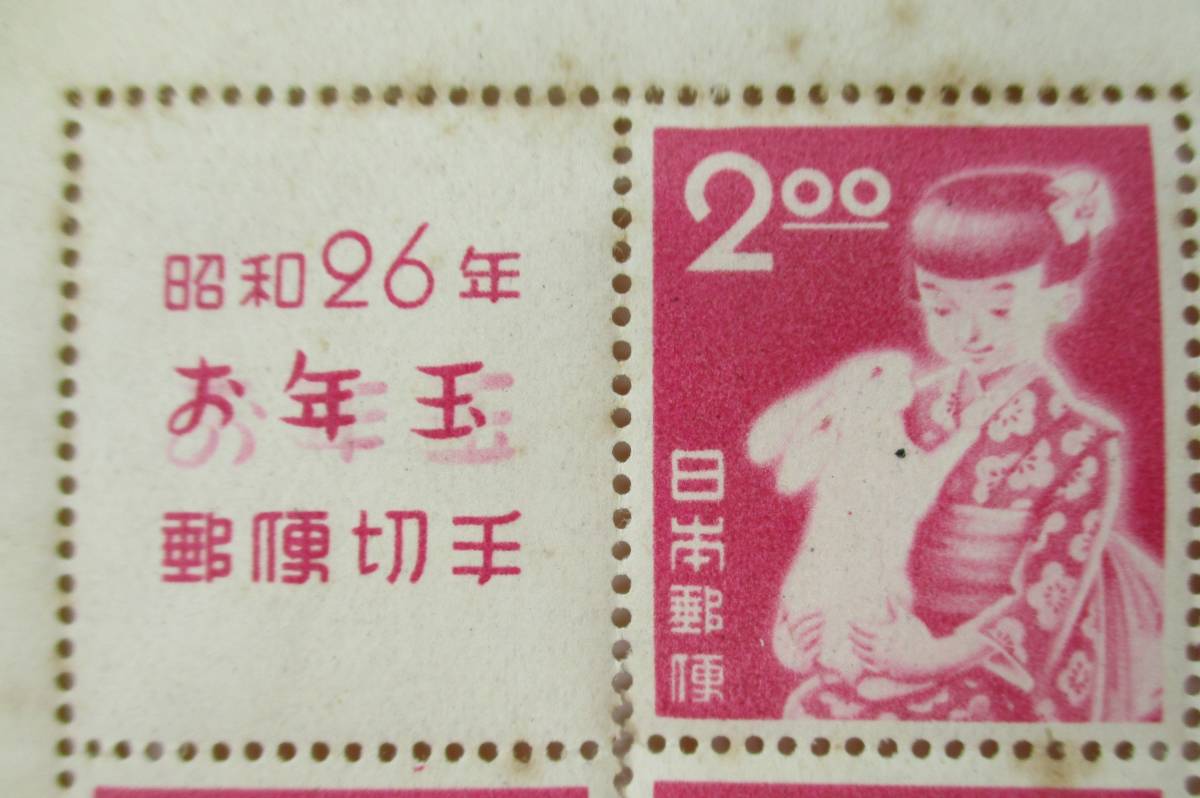 昭和26年
お年玉
郵便切手
2.00
日本郵便